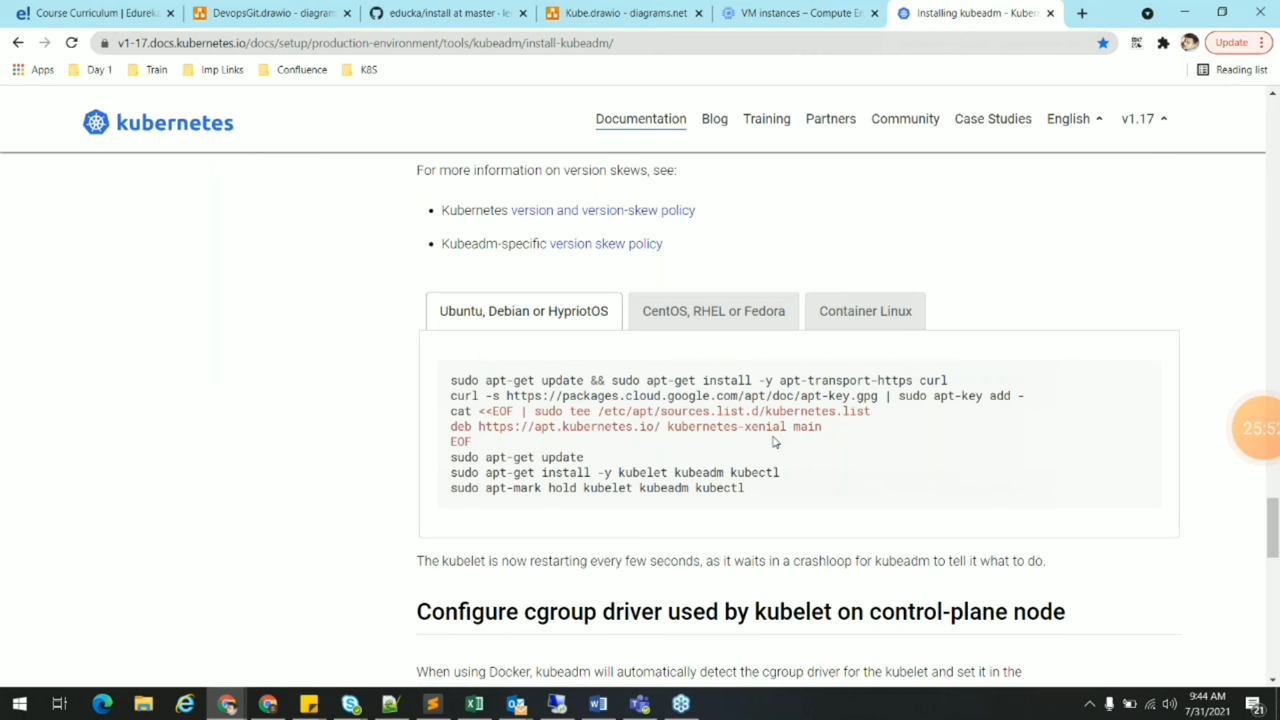 Course Curriculum | Edurek
DevopsGit.drawio - diagram
educka/install at master · le
Kube.drawio - diagrams.net
VM instances – Compute En
Installing kubeadm - Kuber
v1-17.docs.kubernetes.io/docs/setup/production-environment/tools/kubeadm/install-kubeadm/
Update
Apps
Day 1
Train
Imp Links
Confluence
K8S
Reading list
kubernetes
Documentation
Blog
Training
Partners
Community
Case Studies
English
v1.17
For more information on version skews, see:
• Kubernetes version and version-skew policy
• Kubeadm-specific version skew policy
Ubuntu, Debian or HypriotOS
CentOS, RHEL or Fedora
Container Linux
sudo apt-get update && sudo apt-get install -y apt-transport-https curl
curl -s https://packages.cloud.google.com/apt/doc/apt-key.gpg | sudo apt-key add -
cat <<EOF | sudo tee /etc/apt/sources.list.d/kubernetes.list
deb https://apt.kubernetes.io/ kubernetes-xenial main
EOF
sudo apt-get update
sudo apt-get install -y kubelet kubeadm kubectl
sudo apt-mark hold kubelet kubeadm kubectl
25:52
The kubelet is now restarting every few seconds, as it waits in a crashloop for kubeadm to tell it what to do.
Configure cgroup driver used by kubelet on control-plane node
When using Docker, kubeadm will automatically detect the cgroup driver for the kubelet and set it in the
9:44 AM
7/31/2021
21